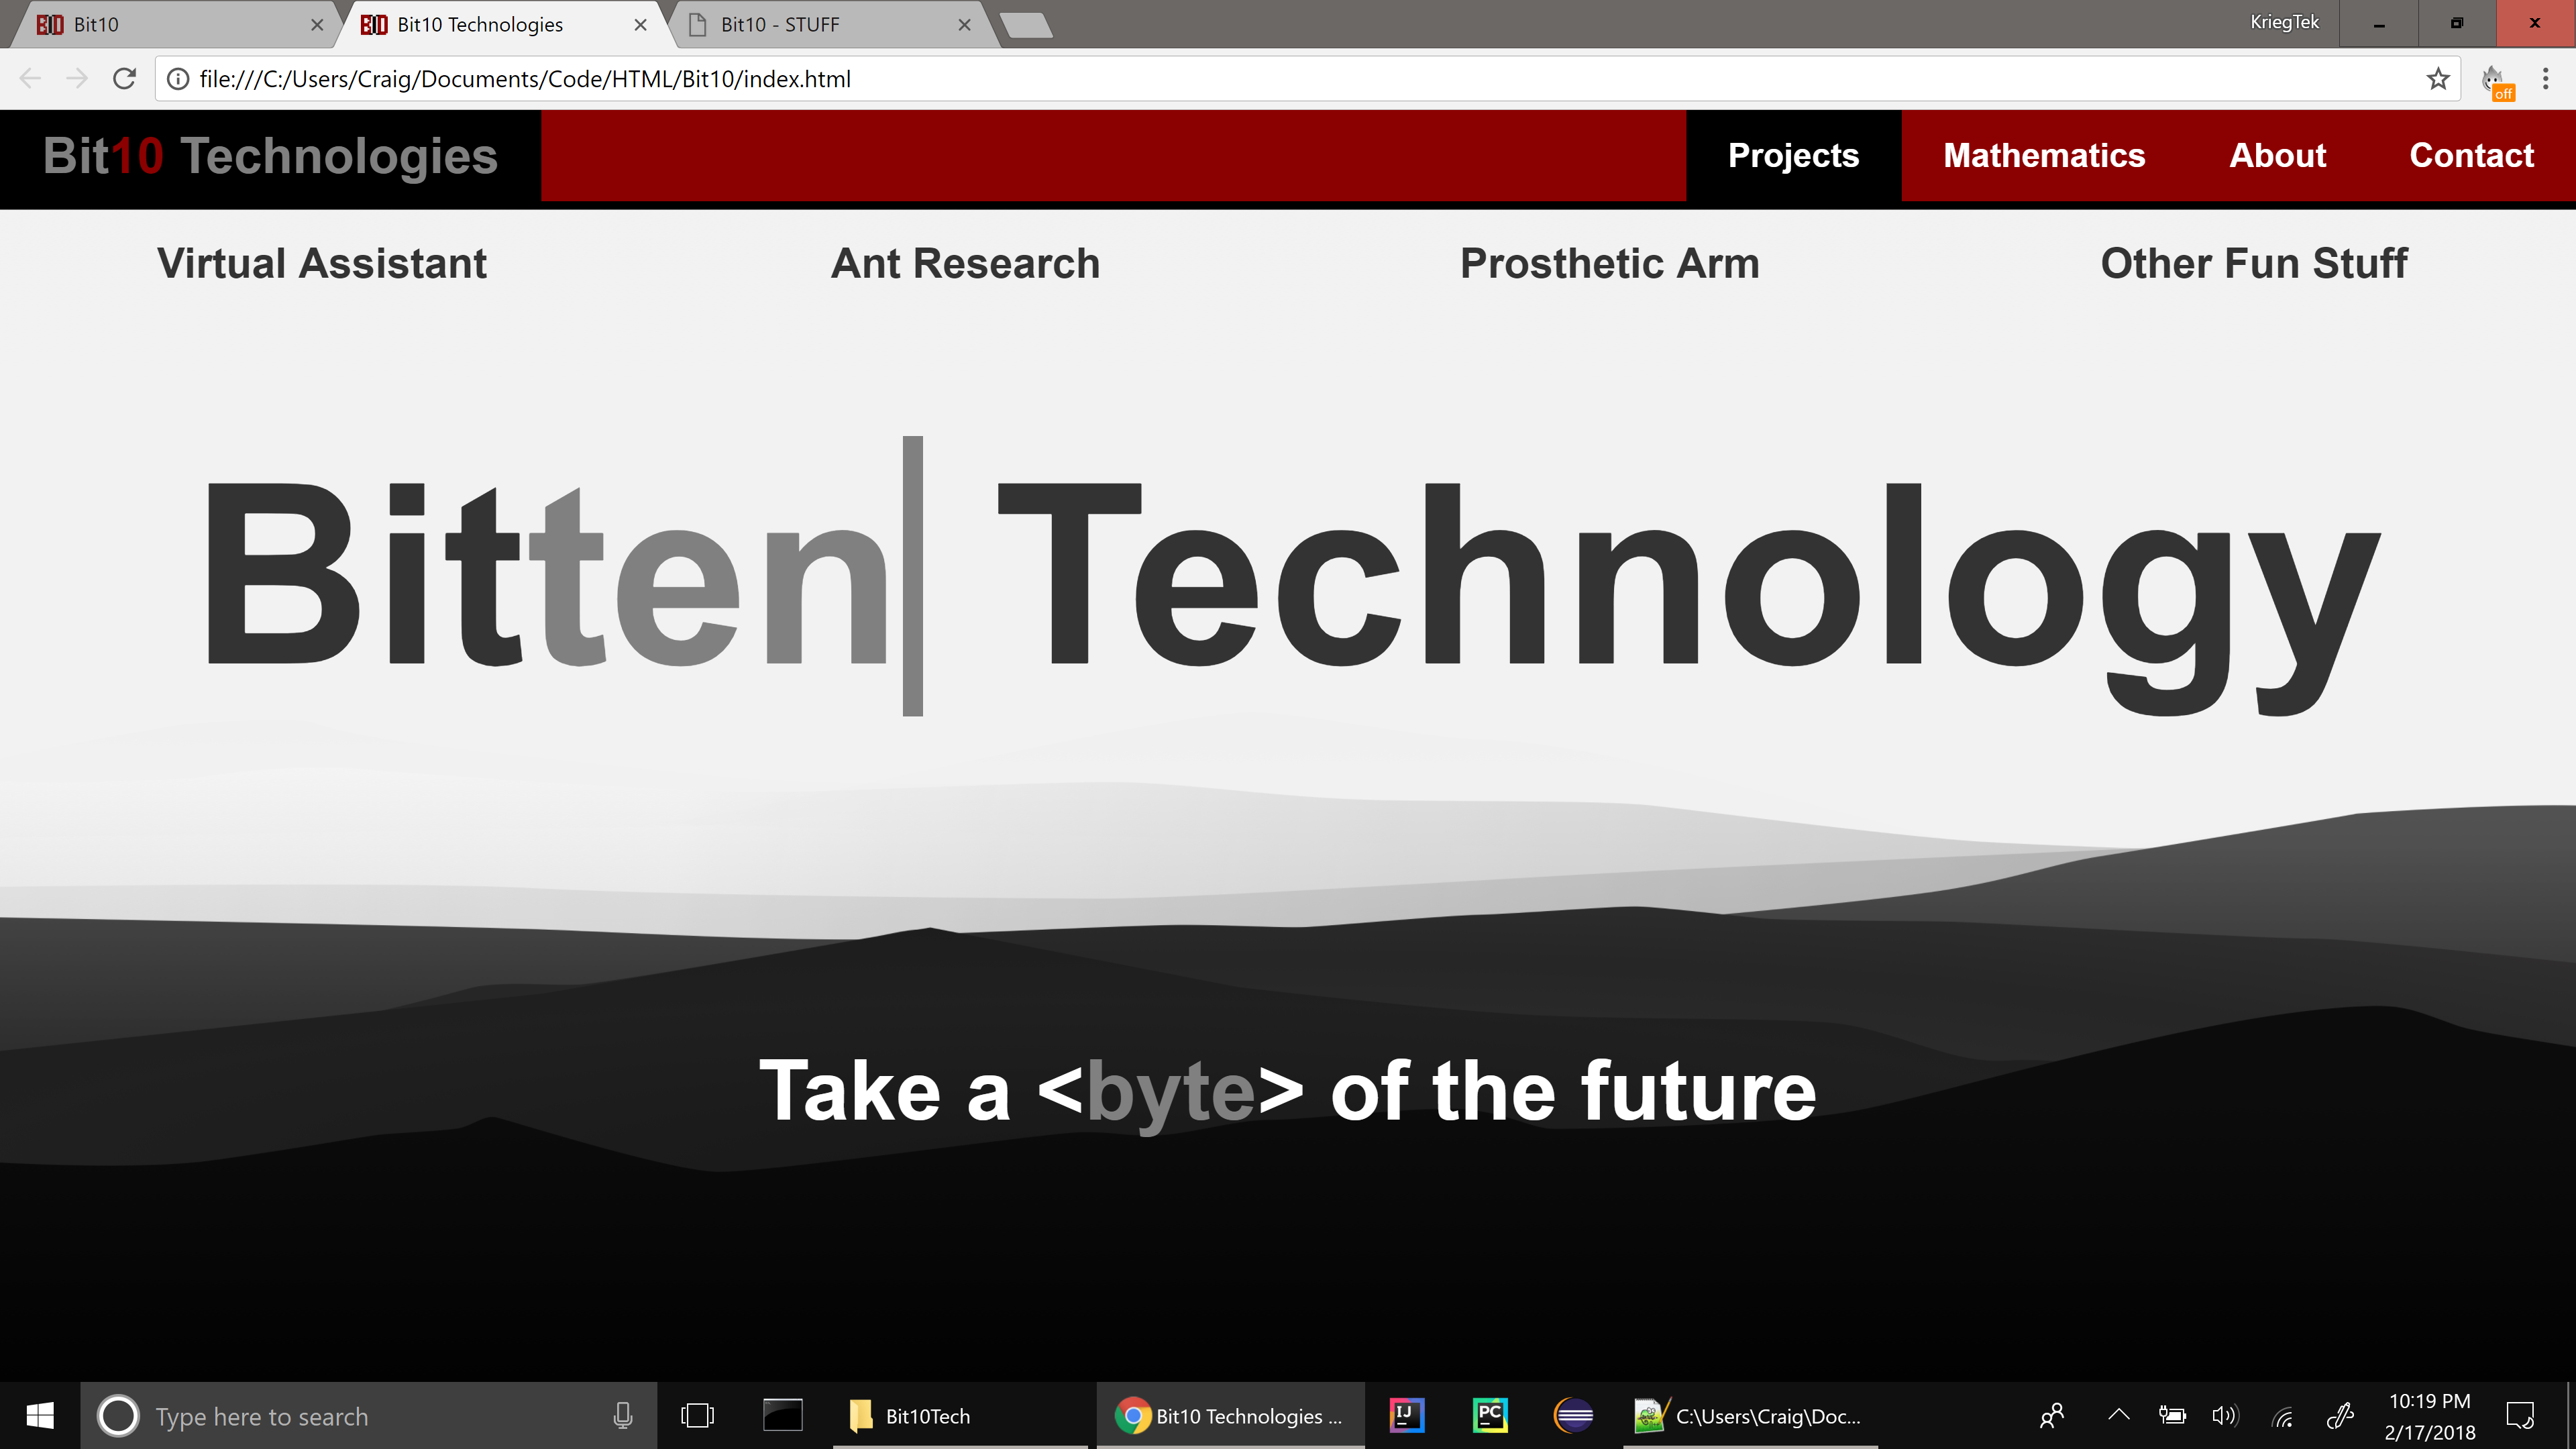 Bit10
Bit10 Technologies
Bit10 - STUFF
KriegTek
file:///C:/Users/Craig/Documents/Code/HTML/Bit10/index.html
off
Bit10 Technologies
Projects
Mathematics
About
Contact
Virtual Assistant
Ant Research
Prosthetic Arm
Other Fun Stuff
Bitten| Technology
Take a <byte> of the future
Type here to search
Bit10Tech
Bit10 Technologies ...
IJ
PC
C:\Users\Craig\Doc...
10:19 PM
2/17/2018